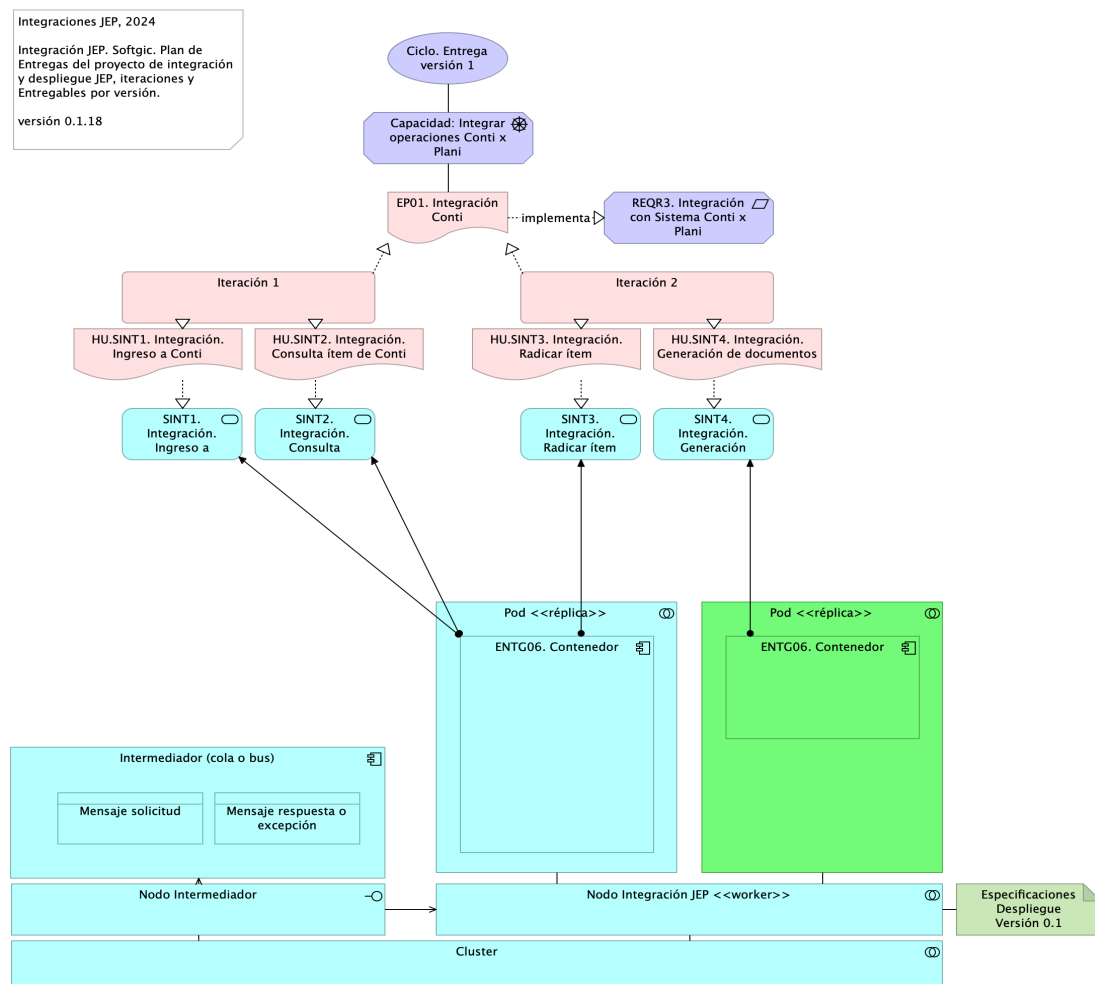 Integraciones JEP, 2024
Integración JEP. Softgic. Plan de
Entregas del proyecto de integración
y despliegue JEP, iteraciones y
Entregables por versión.
versión 0.1.18
Ciclo. Entrega
versión 1
Capacidad: Integrar
operaciones Conti x
Plani
EP01. Integración
Conti
implementa
REQR3. Integración
con Sistema Conti x
Plani
Iteración 1
Iteración 2
HU.SINT1. Integración.
Ingreso a Conti
HU.SINT2. Integración.
Consulta ítem de Conti
HU.SINT3. Integración.
Radicar ítem
HU.SINT4. Integración.
Generación de documentos
SINT1.
Integración.
Ingreso a
SINT2.
Integración.
Consulta
SINT3.
Integración.
Radicar ítem
SINT4.
Integración.
Generación
Pod <<réplica>>
ENTG06. Contenedor
Pod <<réplica>>
ENTG06. Contenedor
Intermediador (cola o bus)
Mensaje solicitud
Mensaje respuesta o
excepción
Nodo Intermediador
Nodo Integración JEP <<worker>>
Especificaciones
Despliegue
Versión 0.1
Cluster